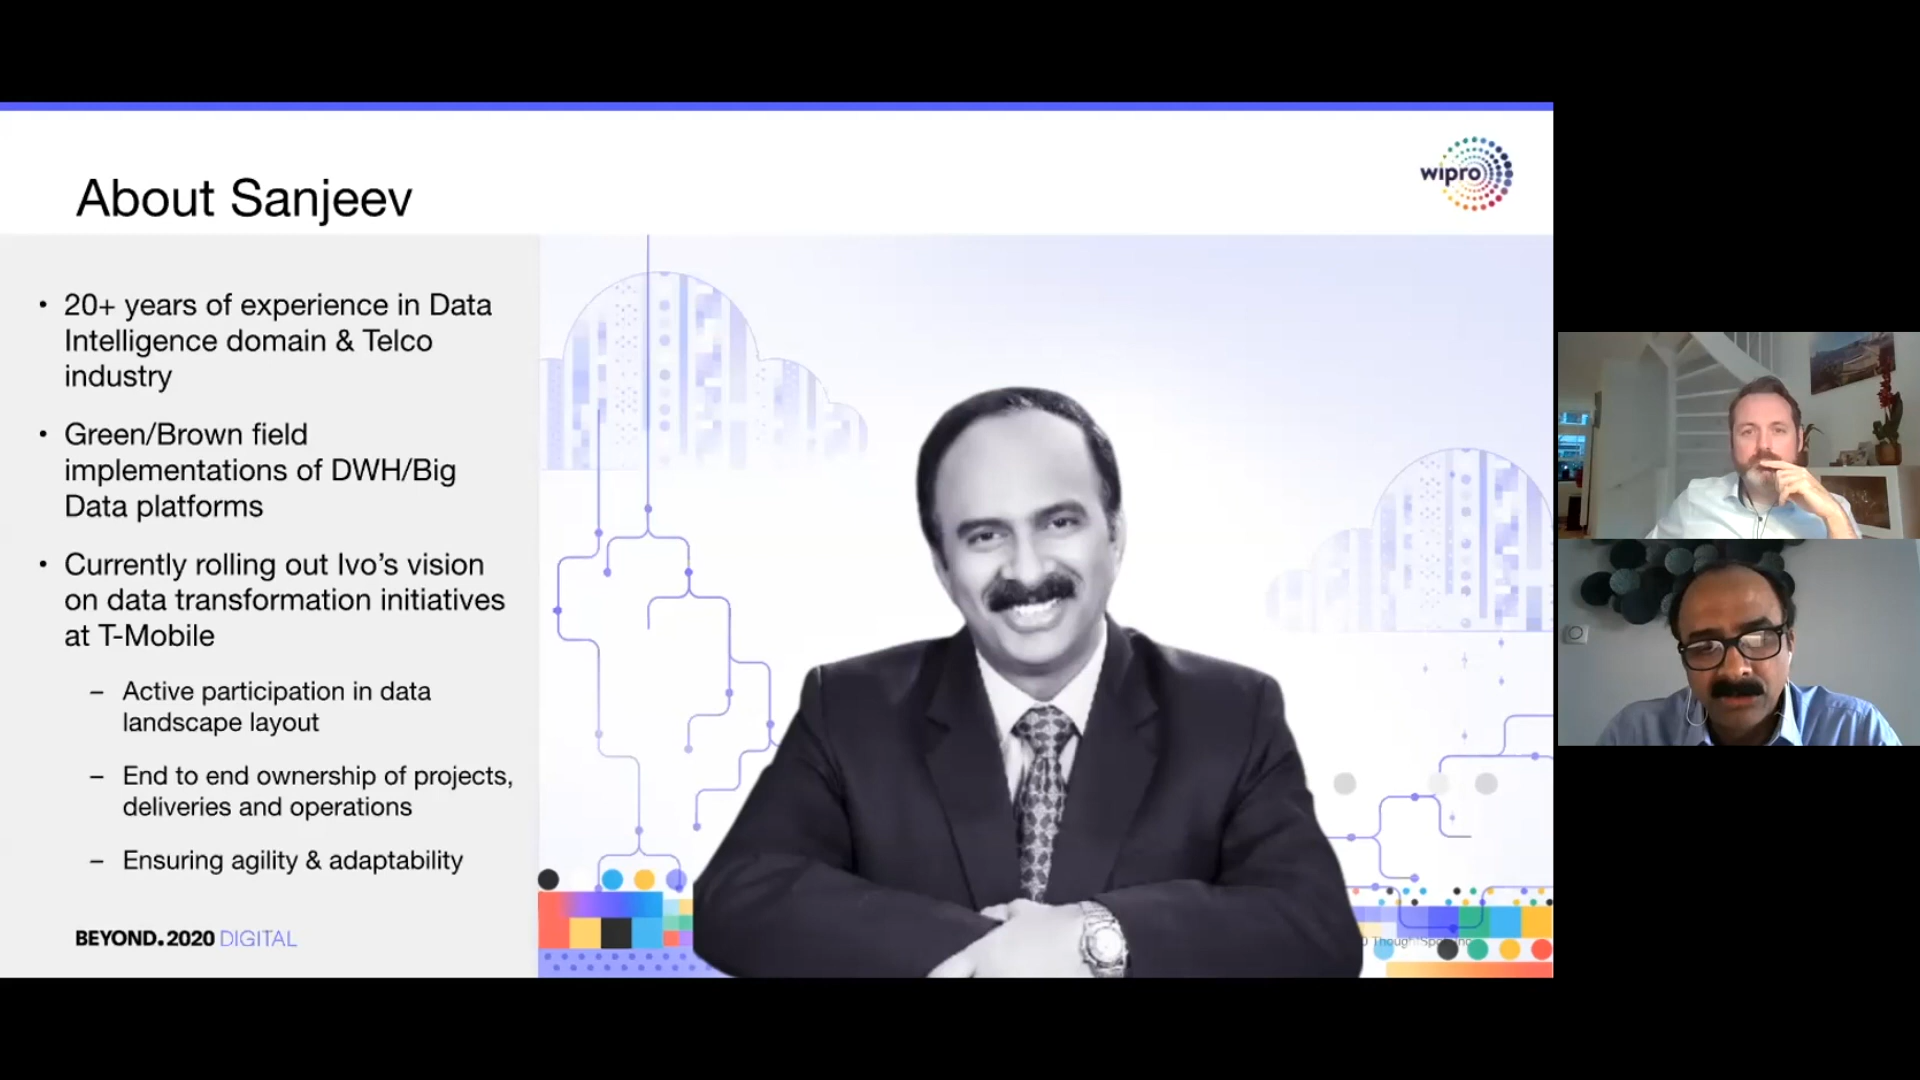 About Sanjeev
wipro
• 20+ years of experience in Data
Intelligence domain & Telco
industry
• Green/Brown field
implementations of DWH/Big
Data platforms
• Currently rolling out Ivo’s vision
on data transformation initiatives
at T-Mobile
– Active participation in data
landscape layout
– End to end ownership of projects,
deliveries and operations
– Ensuring agility & adaptability
BEYOND.2020 DIGITAL
ThoughtSpot